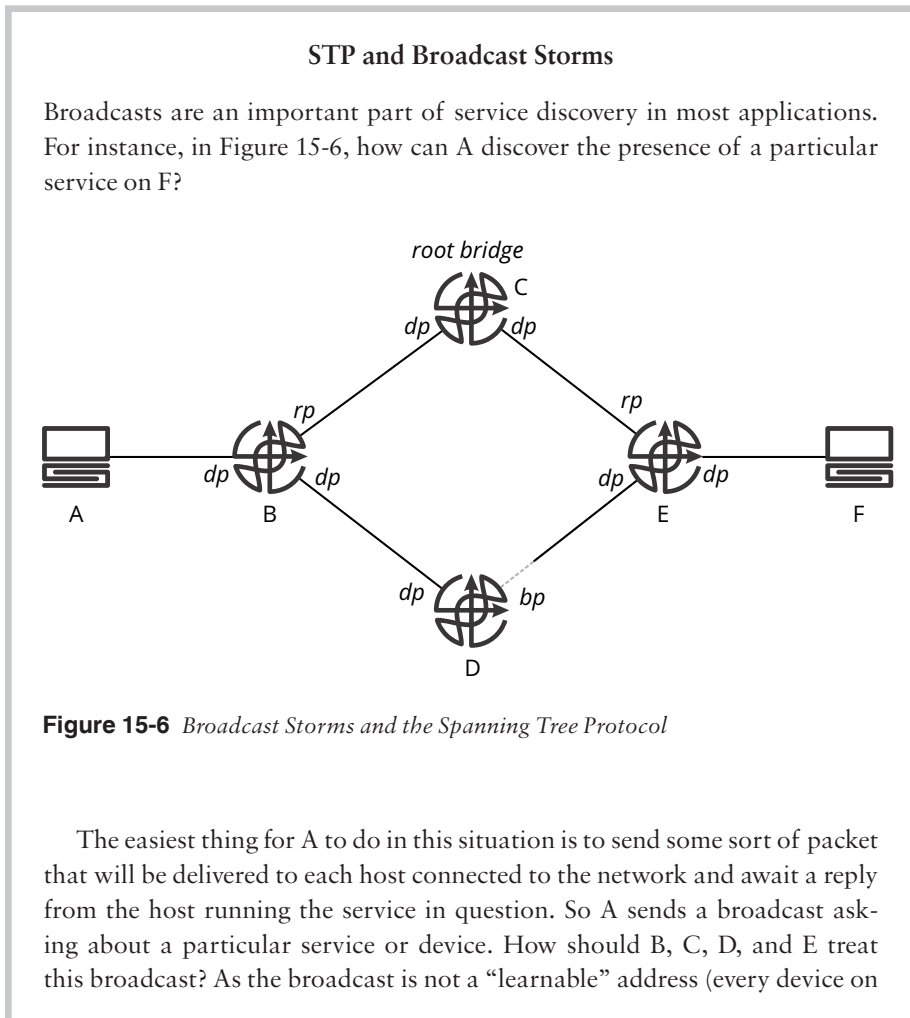 STP and Broadcast Storms
Broadcasts are an important part of service discovery in most applications.
For instance, in Figure 15-6, how can A discover the presence of a particular
service on F?
root bridge
C
dp
dp
rp
rp
dp
dp
dp
dp
A
B
E
F
dp
bp
D
Figure 15-6 Broadcast Storms and the Spanning Tree Protocol
The easiest thing for A to do in this situation is to send some sort of packet
that will be delivered to each host connected to the network and await a reply
from the host running the service in question. So A sends a broadcast ask-
ing about a particular service or device. How should B, C, D, and E treat
this broadcast? As the broadcast is not a “learnable” address (every device on